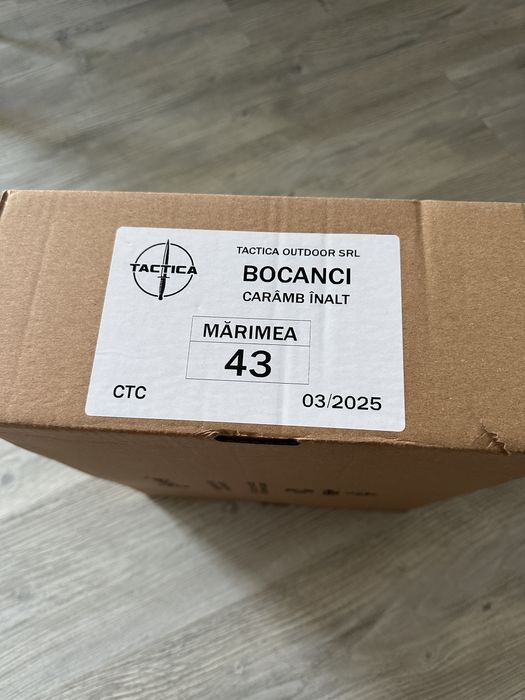 TACTICA
TACTICA OUTDOOR SRL
BOCANCI
CARÂMB ÎNALT
MĂRIMEA
43
CTC
03/2025